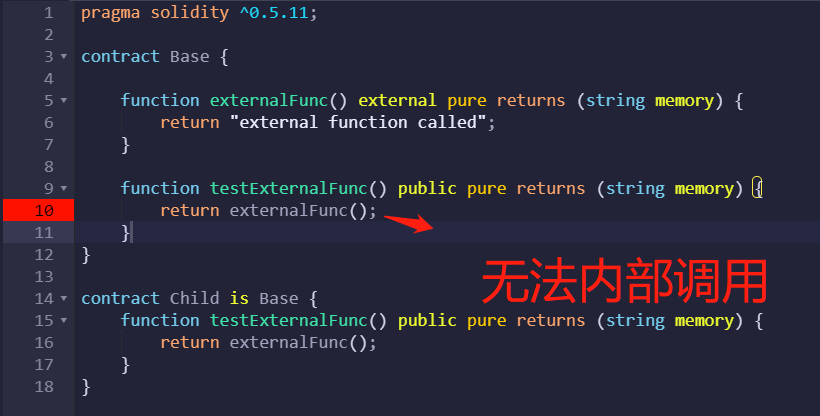 1 pragma solidity ^0.5.11;
2
3 contract Base {
4
5     function externalFunc() external pure returns (string memory) {
6         return "external function called";
7     }
8
9     function testExternalFunc() public pure returns (string memory) {
10         return externalFunc();
11     }
12 }
无法内部调用
13
14 contract Child is Base {
15     function testExternalFunc() public pure returns (string memory) {
16         return externalFunc();
17     }
18 }